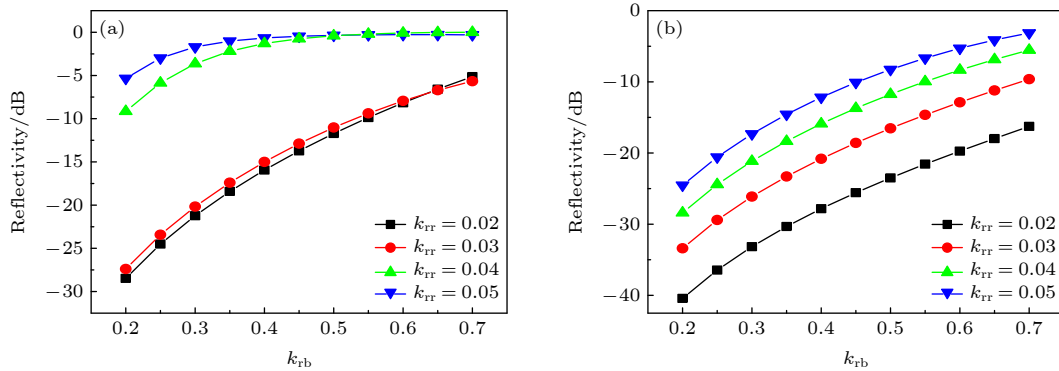 (a)
Reflectivity/dB
0
−5
−10
−15
−20
−25
−30
0.2 0.3 0.4 0.5 0.6 0.7
k_rb
k_rr = 0.02
k_rr = 0.03
k_rr = 0.04
k_rr = 0.05
(b)
Reflectivity/dB
0
−10
−20
−30
−40
0.2 0.3 0.4 0.5 0.6 0.7
k_rb
k_rr = 0.02
k_rr = 0.03
k_rr = 0.04
k_rr = 0.05